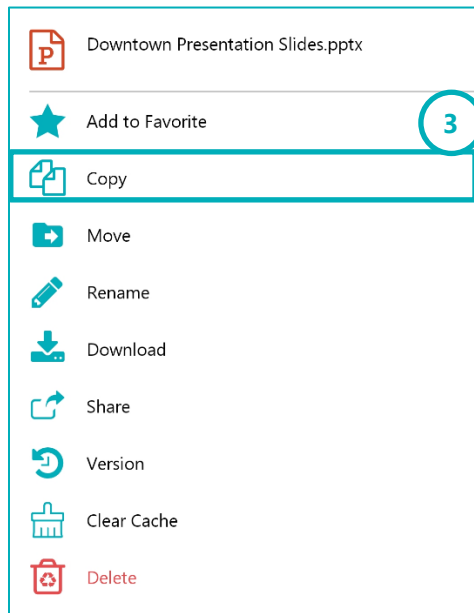 P
Downtown Presentation Slides.pptx
Add to Favorite
3
Copy
Move
Rename
Download
Share
Version
Clear Cache
Delete